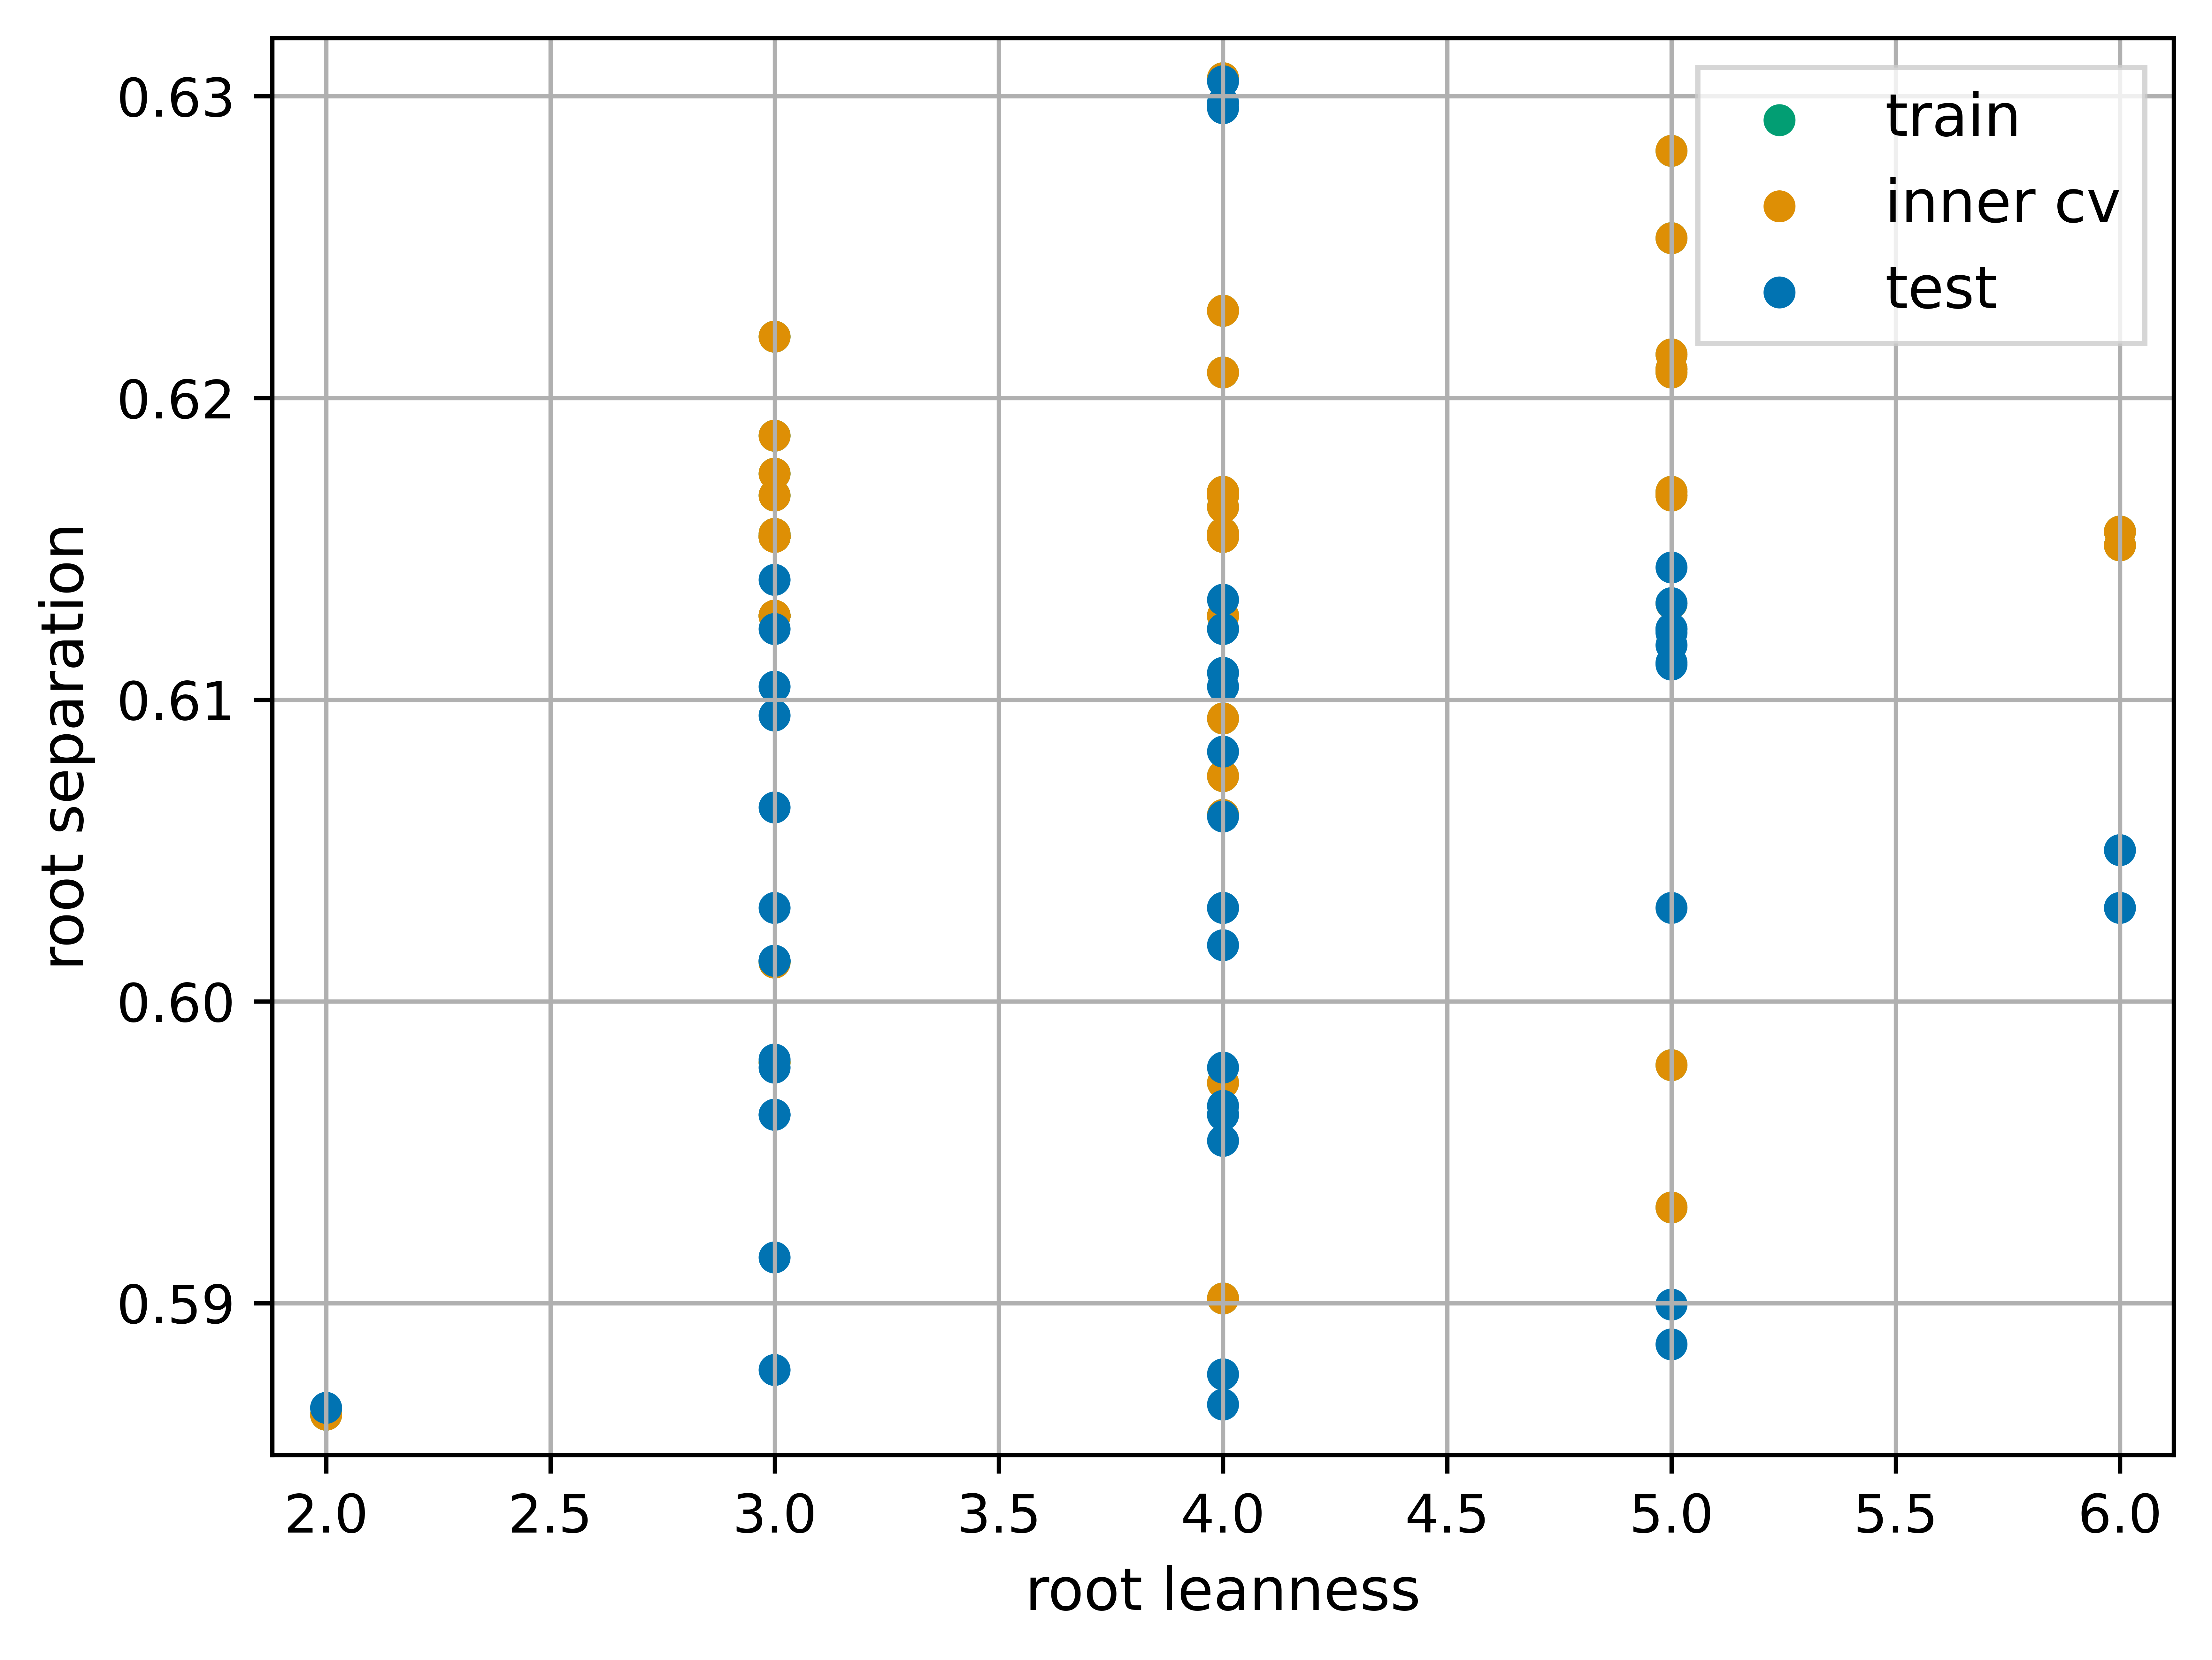 0.63
0.62
0.61
0.60
0.59
root separation
train
inner cv
test
2.0 2.5 3.0 3.5 4.0 4.5 5.0 5.5 6.0
root leanness